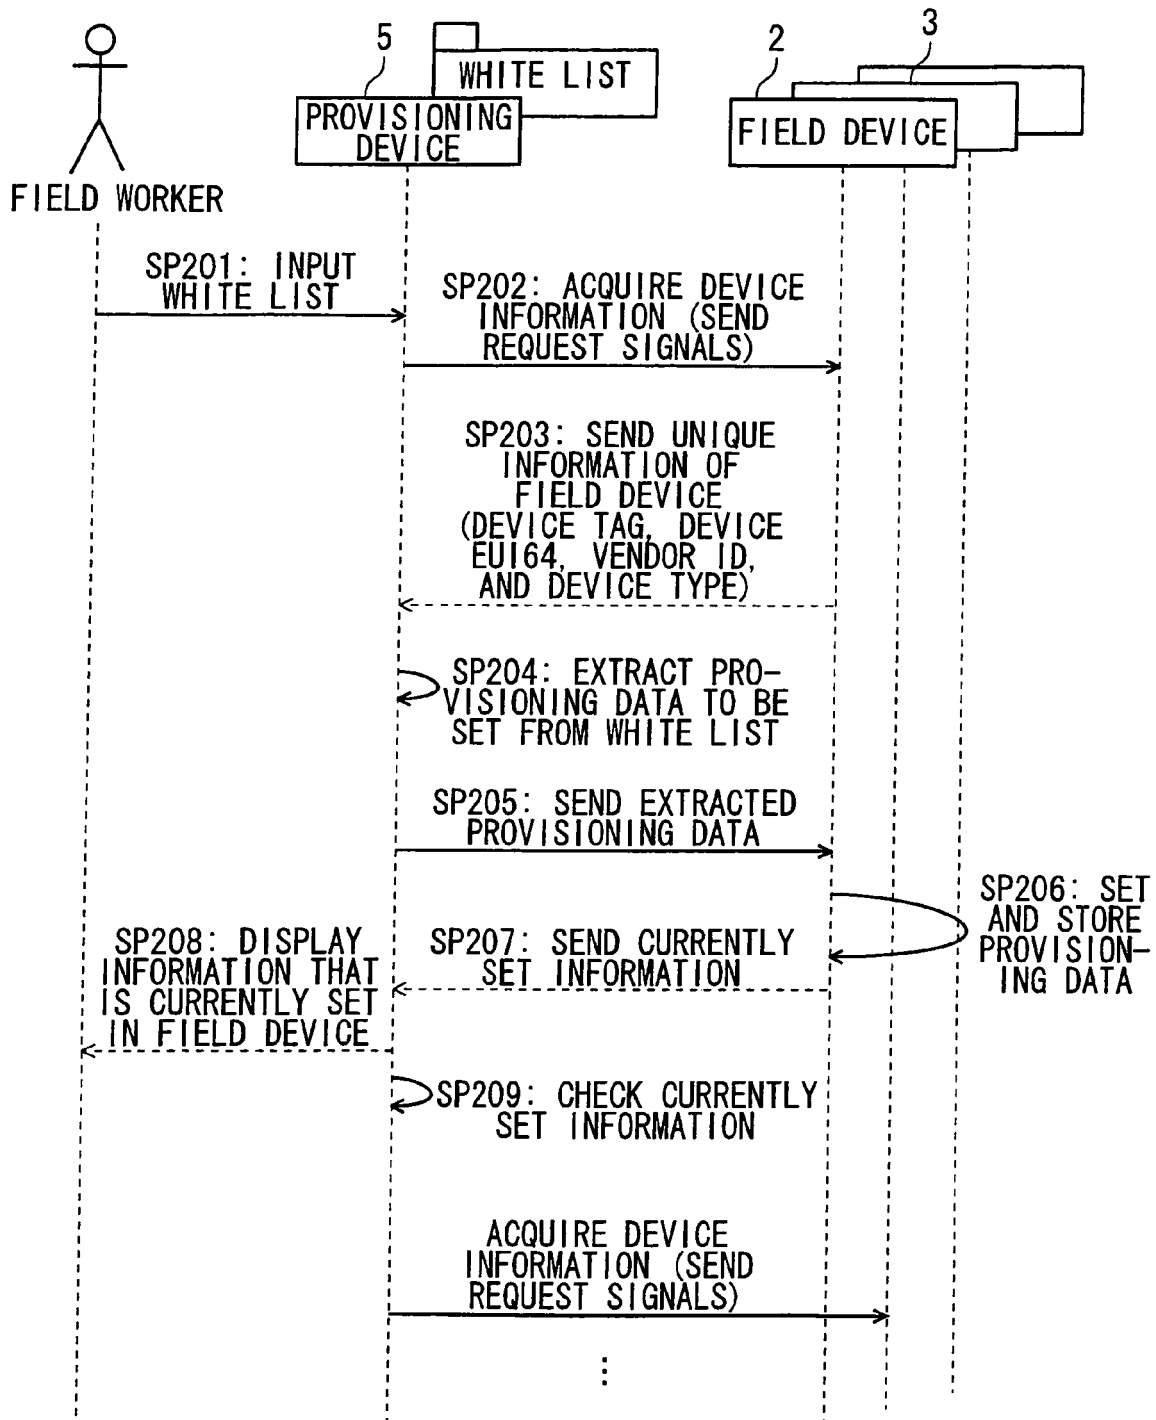 5
2
3
WHITE LIST
PROVISIONING
DEVICE
FIELD DEVICE
FIELD WORKER
SP201: INPUT
WHITE LIST
SP202: ACQUIRE DEVICE
INFORMATION (SEND
REQUEST SIGNALS)
SP203: SEND UNIQUE
INFORMATION OF
FIELD DEVICE
(DEVICE TAG, DEVICE
EUI64, VENDOR ID,
AND DEVICE TYPE)
SP204: EXTRACT PRO-
VISIONING DATA TO BE
SET FROM WHITE LIST
SP205: SEND EXTRACTED
PROVISIONING DATA
SP206: SET
AND STORE
PROVISION-
ING DATA
SP207: SEND CURRENTLY
SET INFORMATION
SP208: DISPLAY
INFORMATION THAT
IS CURRENTLY SET
IN FIELD DEVICE
SP209: CHECK CURRENTLY
SET INFORMATION
ACQUIRE DEVICE
INFORMATION (SEND
REQUEST SIGNALS)